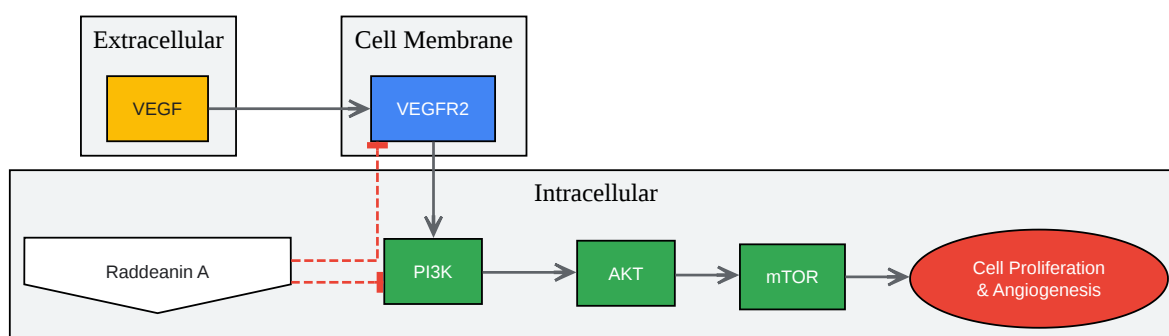 Extracellular
Cell Membrane
VEGF
VEGFR2
Intracellular
Raddeanin A
PI3K
AKT
mTOR
Cell Proliferation
& Angiogenesis